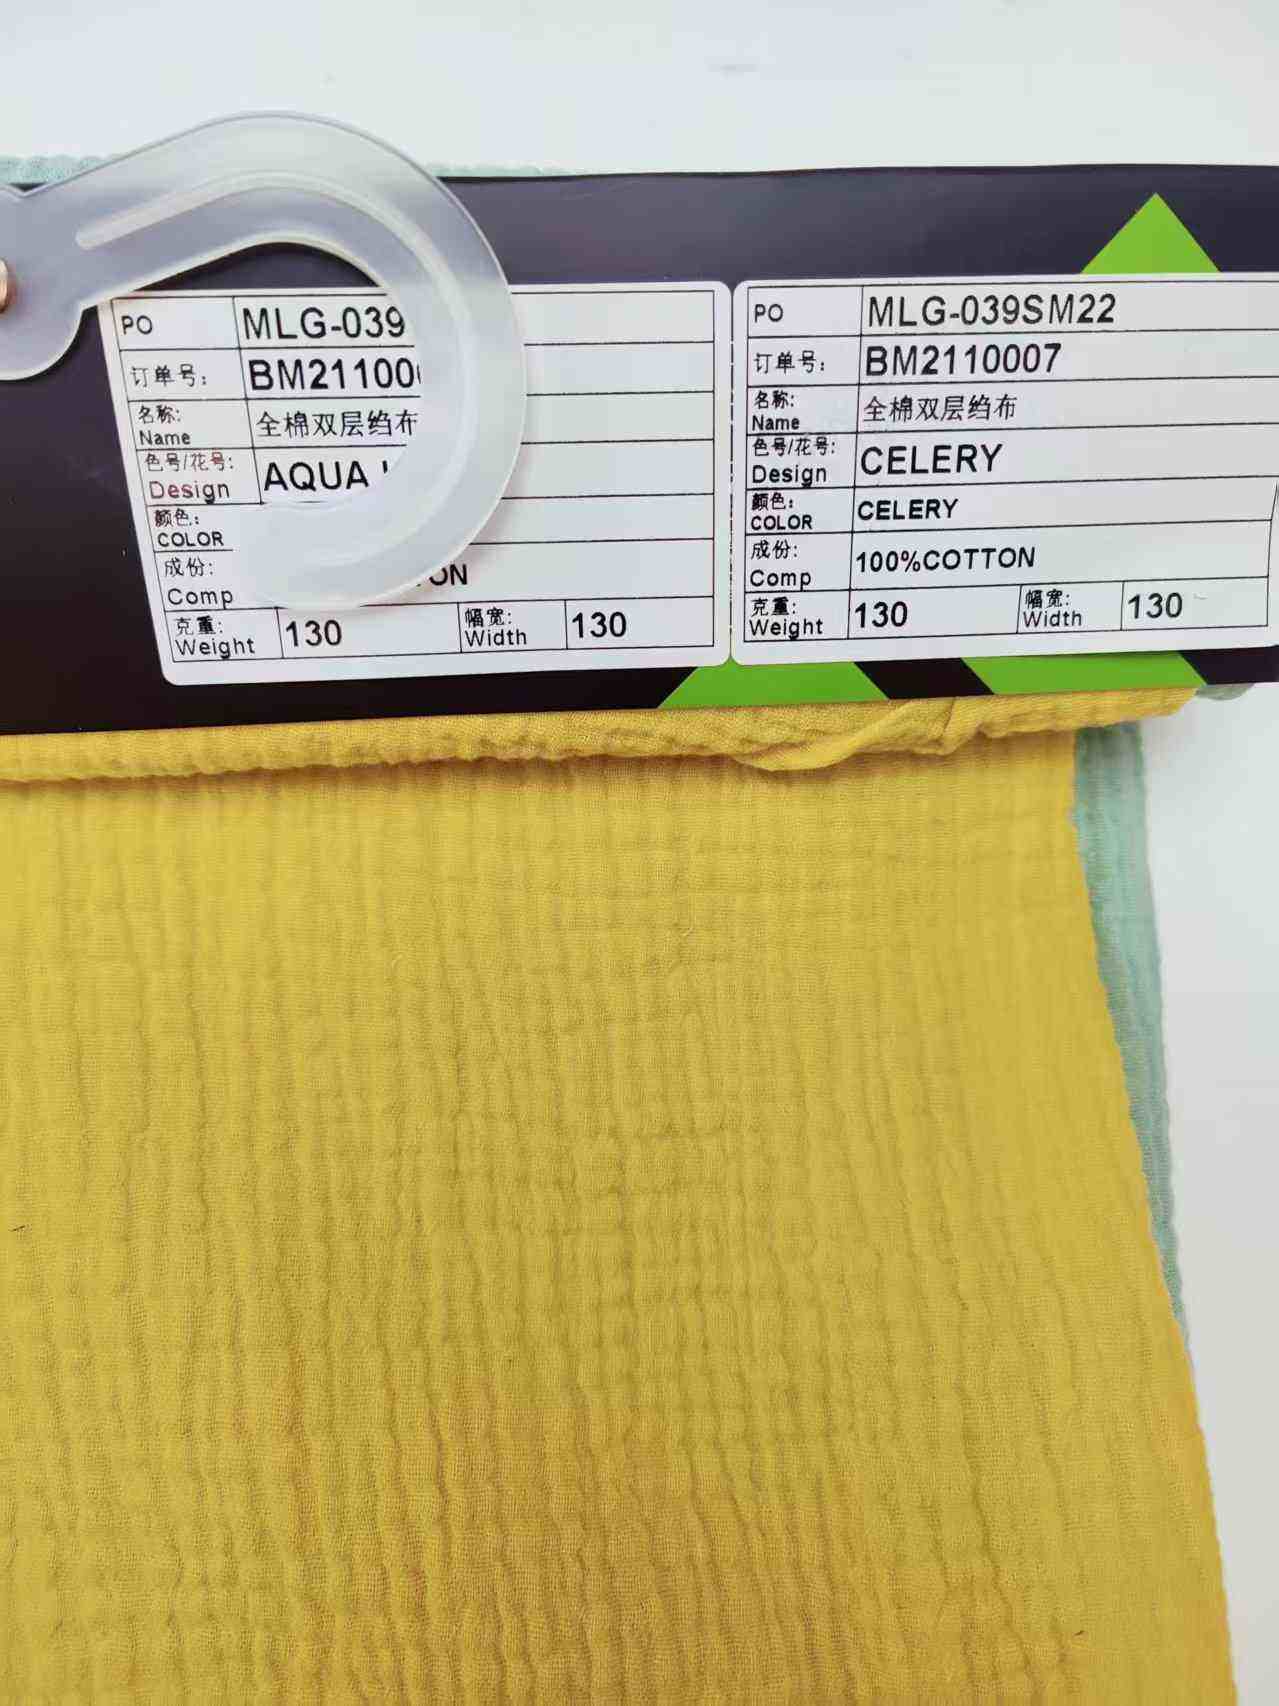 PO MLG-039
订单号: BM21100
名称: 全棉双层绉布
Name
色号/花号: AQUA
Design
颜色:
COLOR
成份:
Comp
克重: 130 幅宽: 130
Weight Width
PO MLG-039SM22
订单号: BM2110007
名称: 全棉双层绉布
Name
色号/花号: CELERY
Design
颜色: CELERY
COLOR
成份: 100%COTTON
Comp
克重: 130 幅宽: 130
Weight Width